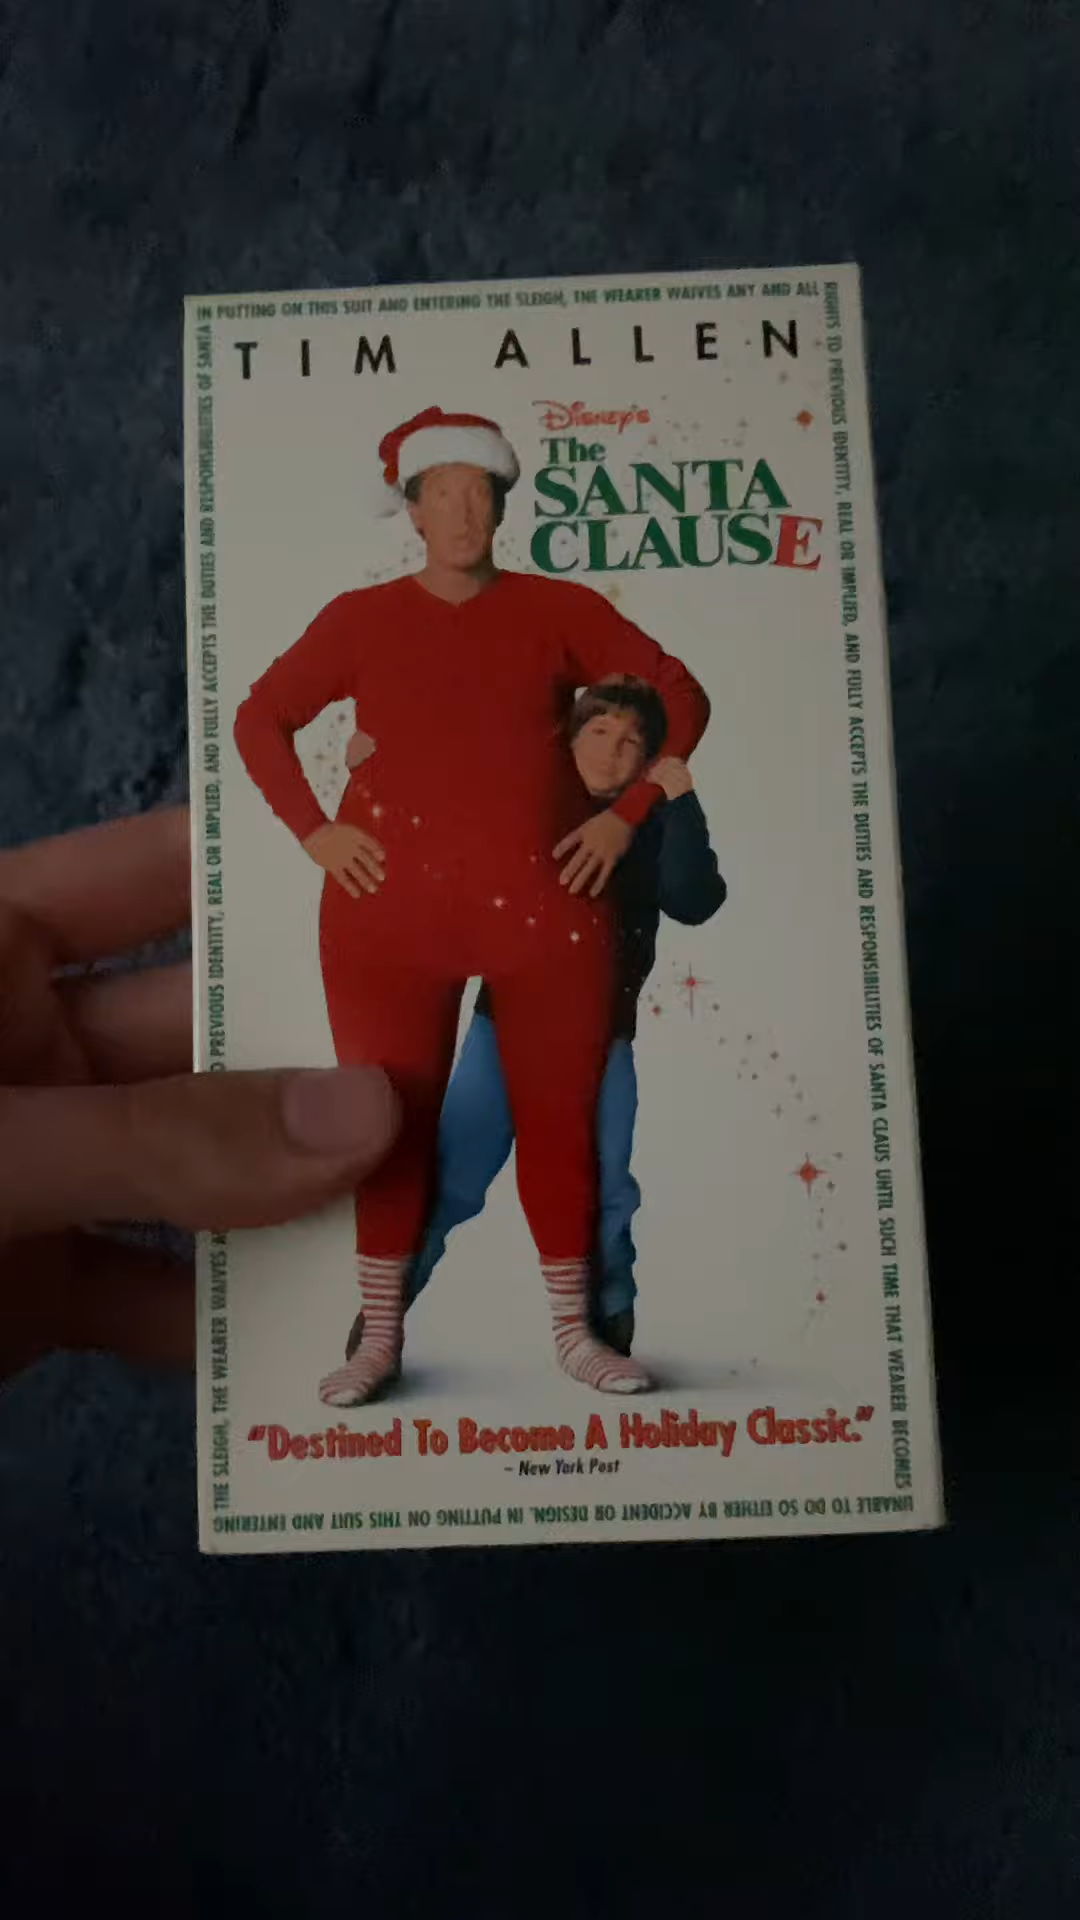 IN PUTTING ON THIS SUIT AND ENTERING THE SLEIGH, THE WEARER WAIVES ANY AND ALL
RIGHTS TO PREVIOUS IDENTITY, REAL OR IMPLIED, AND FULLY ACCEPTS THE DUTIES AND RESPONSIBILITIES OF SANTA CLAUS UNTIL SUCH TIME THAT WEARER BECOMES
UNABLE TO DO SO EITHER BY ACCIDENT OR DESIGN. IN PUTTING ON THIS SUIT AND ENTERING
THE SLEIGH, THE WEARER WAIVES PREVIOUS IDENTITY, REAL OR IMPLIED, AND FULLY ACCEPTS THE DUTIES AND RESPONSIBILITIES OF SANTA
TIM ALLEN
Disney's
The
SANTA
CLAUSE
"Destined To Become A Holiday Classic."
– New York Post